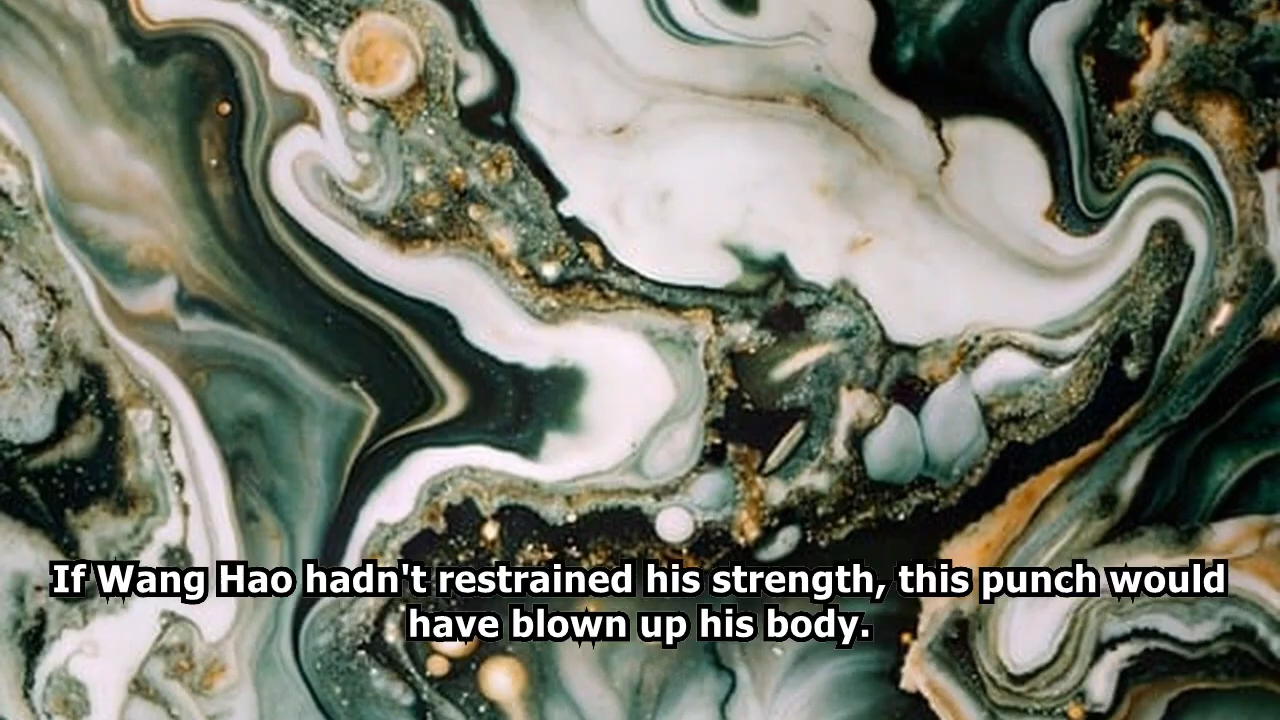 If Wang Hao hadn't restrained his strength, this punch would
have blown up his body.